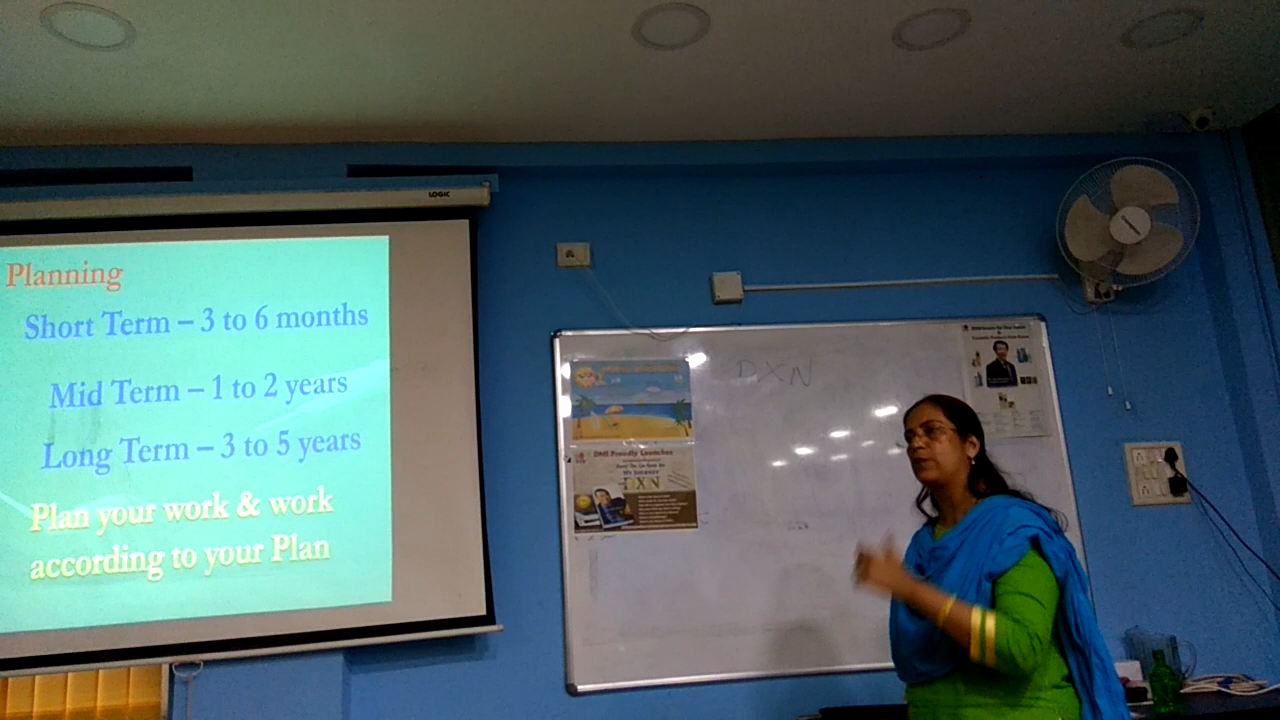 LOGIC
Planning
Short Term – 3 to 6 months
Mid Term – 1 to 2 years
Long Term – 3 to 5 years
Plan your work & work
according to your Plan
DXN
DMI Proudly Launches
DXN